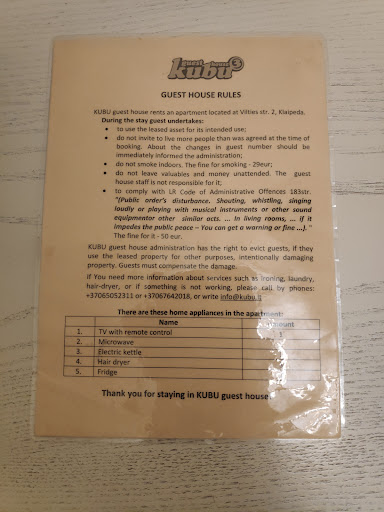 guest house
kubu 3
GUEST HOUSE RULES
KUBU guest house rents an apartment located at Vilties str. 2, Klaipeda.
During the stay guest undertakes:
• to use the leased asset for its intended use;
• do not invite to live more people than was agreed at the time of
booking. About the changes in guest number should be
immediately informed the administration;
• do not smoke indoors. The fine for smoking - 29eur;
• do not leave valuables and money unattended. The guest
house staff is not responsible for it;
• to comply with LR Code of Administrative Offences 183str.
"(Public order's disturbance. Shouting, whistling, singing
loudly or playing with musical instruments or other sound
equipmentor other similar acts. ... In living rooms, ... if it
impedes the public peace – You can get a warning or fine ...). "
The fine for it - 50 eur.
KUBU guest house administration has the right to evict guests, if they
use the leased property for other purposes, intentionally damaging
property. Guests must compensate the damage.
If You need more information about services such as ironing, laundry,
hair-dryer, or if something is not working, please call by phones:
+37065052311 or +37067642018, or write info@kubu.lt
There are these home appliances in the apartment:
Name Amount
1. TV with remote control 1
2. Microwave
3. Electric kettle
4. Hair dryer
5. Fridge
Thank you for staying in KUBU guest house!